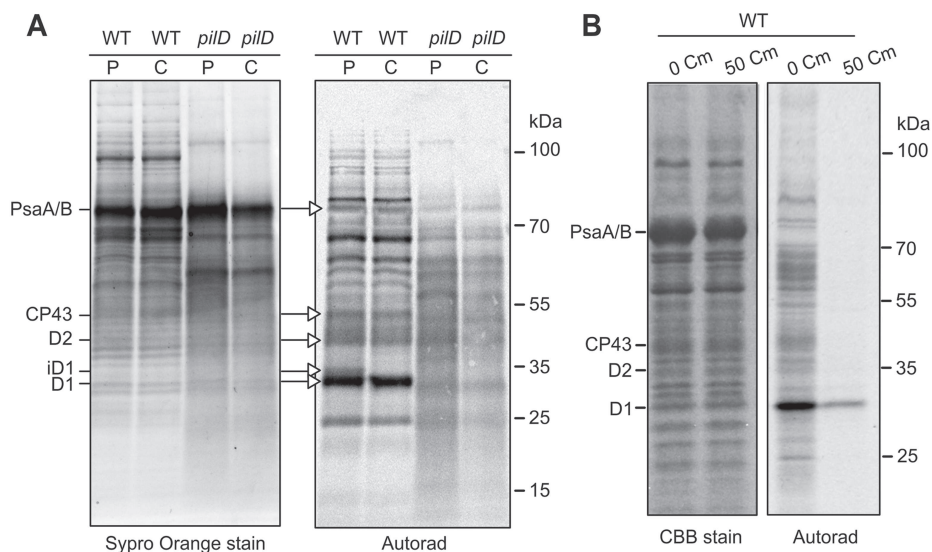 A
WT WT pilD pilD
P C P C
WT WT pilD pilD
P C P C
kDa
100
70
55
35
25
15
PsaA/B
CP43
D2
iD1
D1
Sypro Orange stain
Autorad
B
WT
0 Cm 50 Cm
0 Cm 50 Cm
kDa
100
70
55
35
25
PsaA/B
CP43
D2
D1
CBB stain
Autorad